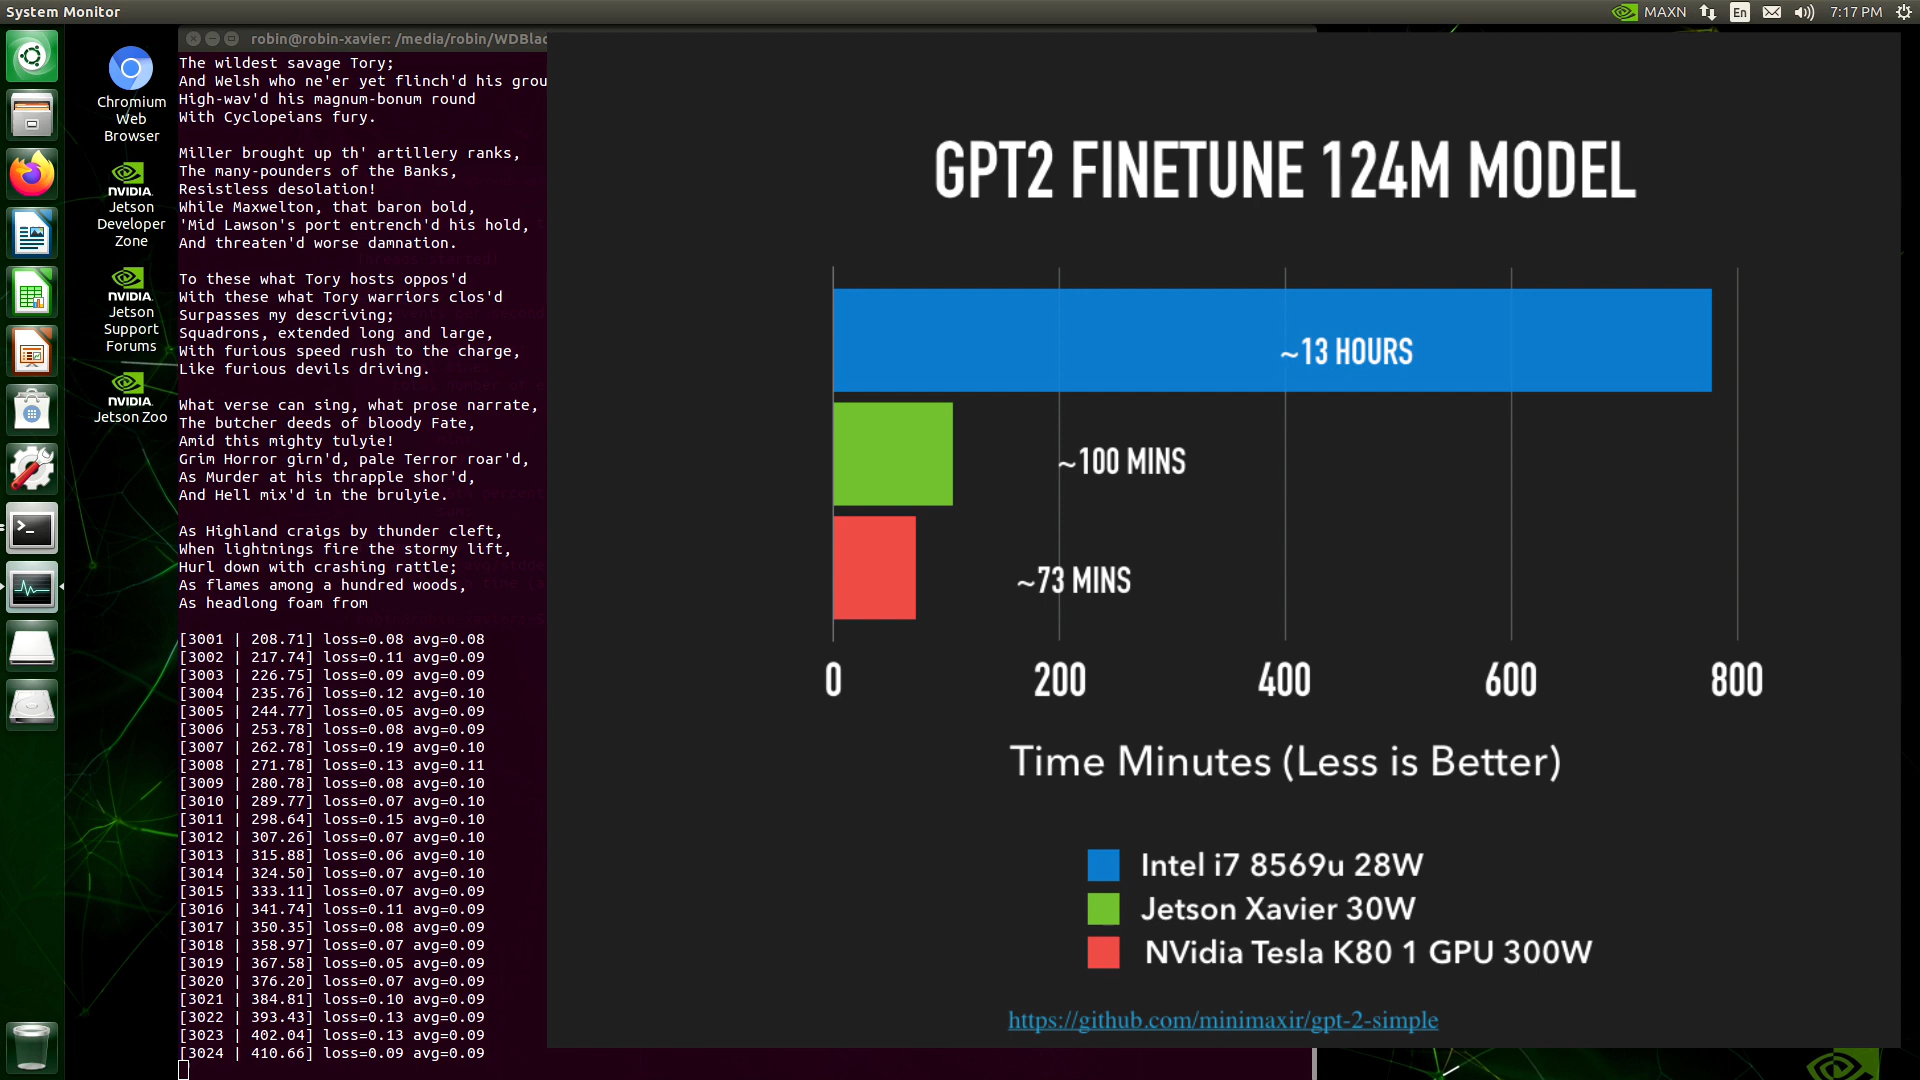 System Monitor
MAXN
En
7:17 PM
robin@robin-xavier: /media/robin/WDBlac
Chromium
Web
Browser
NVIDIA.
Jetson
Developer
Zone
NVIDIA.
Jetson
Support
Forums
NVIDIA.
Jetson Zoo
The wildest savage Tory;
And Welsh who ne'er yet flinch'd his grou
High-wav'd his magnum-bonum round
With Cyclopeians fury.
Miller brought up th' artillery ranks,
The many-pounders of the Banks,
Resistless desolation!
While Maxwelton, that baron bold,
'Mid Lawson's port entrench'd his hold,
And threaten'd worse damnation.
To these what Tory hosts oppos'd
With these what Tory warriors clos'd
Surpasses my descriving;
Squadrons, extended long and large,
With furious speed rush to the charge,
Like furious devils driving.
What verse can sing, what prose narrate,
The butcher deeds of bloody Fate,
Amid this mighty tulyie!
Grim Horror girn'd, pale Terror roar'd,
As Murder at his thrapple shor'd,
And Hell mix'd in the brulyie.
As Highland craigs by thunder cleft,
When lightnings fire the stormy lift,
Hurl down with crashing rattle;
As flames among a hundred woods,
As headlong foam from
[3001 | 208.71] loss=0.08 avg=0.08
[3002 | 217.74] loss=0.11 avg=0.09
[3003 | 226.75] loss=0.09 avg=0.09
[3004 | 235.76] loss=0.12 avg=0.10
[3005 | 244.77] loss=0.05 avg=0.09
[3006 | 253.78] loss=0.08 avg=0.09
[3007 | 262.78] loss=0.19 avg=0.10
[3008 | 271.78] loss=0.13 avg=0.11
[3009 | 280.78] loss=0.08 avg=0.10
[3010 | 289.77] loss=0.07 avg=0.10
[3011 | 298.64] loss=0.15 avg=0.10
[3012 | 307.26] loss=0.07 avg=0.10
[3013 | 315.88] loss=0.06 avg=0.10
[3014 | 324.50] loss=0.07 avg=0.10
[3015 | 333.11] loss=0.07 avg=0.09
[3016 | 341.74] loss=0.11 avg=0.09
[3017 | 350.35] loss=0.08 avg=0.09
[3018 | 358.97] loss=0.07 avg=0.09
[3019 | 367.58] loss=0.05 avg=0.09
[3020 | 376.20] loss=0.07 avg=0.09
[3021 | 384.81] loss=0.10 avg=0.09
[3022 | 393.43] loss=0.13 avg=0.09
[3023 | 402.04] loss=0.13 avg=0.09
[3024 | 410.66] loss=0.09 avg=0.09
GPT2 FINETUNE 124M MODEL
~13 HOURS
~100 MINS
~73 MINS
0 200 400 600 800
Time Minutes (Less is Better)
Intel i7 8569u 28W
Jetson Xavier 30W
NVidia Tesla K80 1 GPU 300W
https://github.com/minimaxir/gpt-2-simple